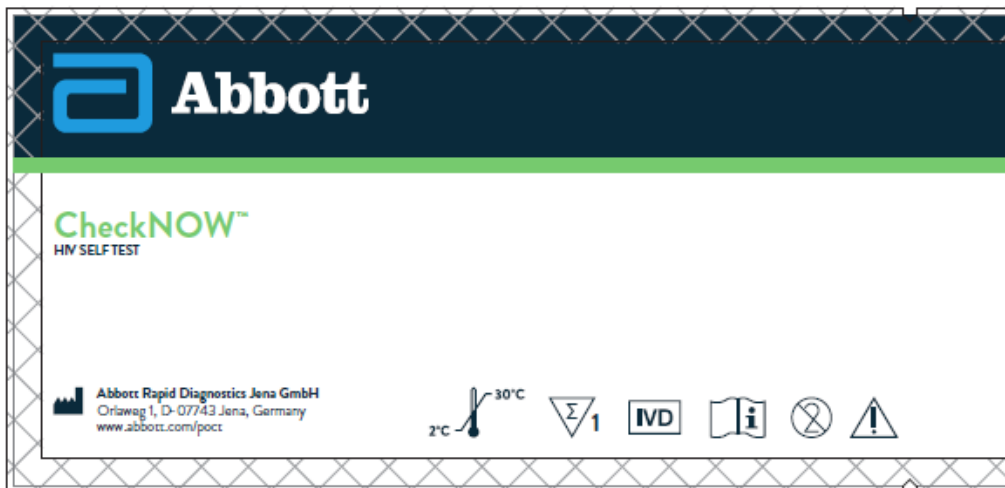 Abbott
CheckNOW™
HIV SELF TEST
Abbott Rapid Diagnostics Jena GmbH
Orlaweg 1, D-07743 Jena, Germany
www.abbott.com/poct
30°C
2°C
Σ
1
IVD
i
2